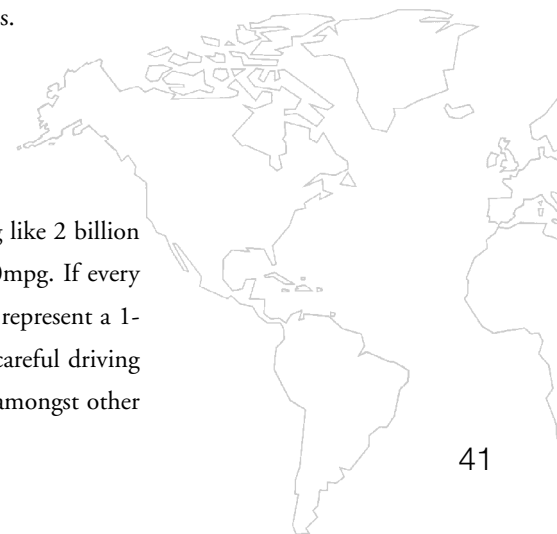 s.
g like 2 billion
0mpg. If every
represent a 1-
careful driving
amongst other
41